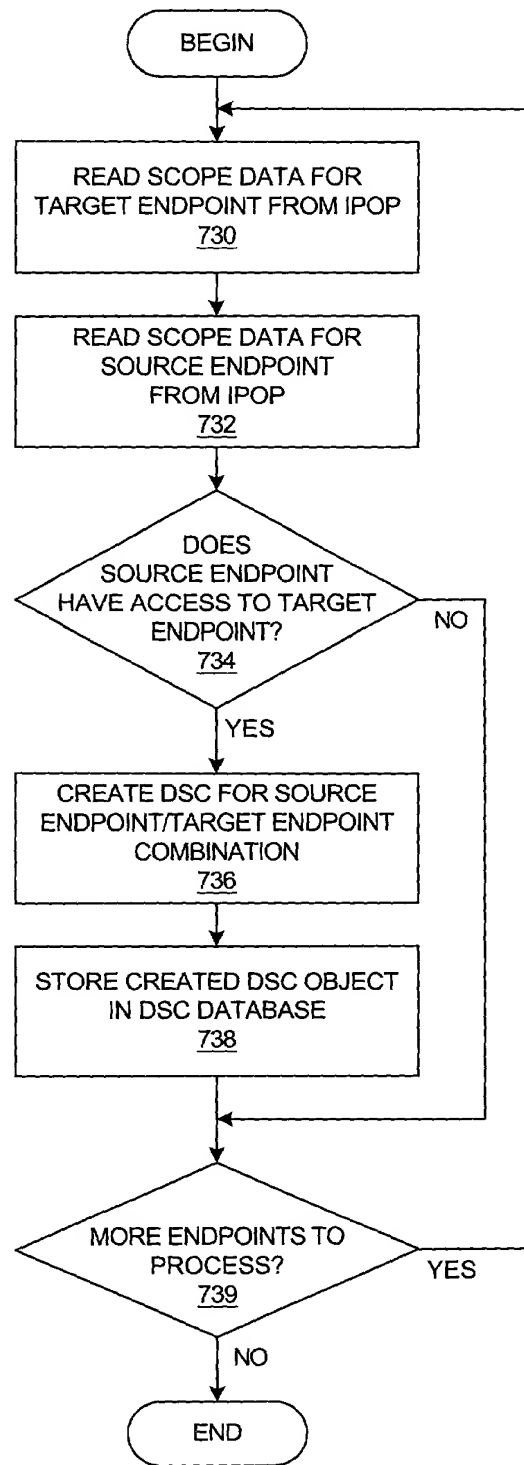 BEGIN
READ SCOPE DATA FOR
TARGET ENDPOINT FROM IPOP
730
READ SCOPE DATA FOR
SOURCE ENDPOINT
FROM IPOP
732
DOES
SOURCE ENDPOINT
HAVE ACCESS TO TARGET
ENDPOINT?
734
NO
YES
CREATE DSC FOR SOURCE
ENDPOINT/TARGET ENDPOINT
COMBINATION
736
STORE CREATED DSC OBJECT
IN DSC DATABASE
738
MORE ENDPOINTS TO
PROCESS?
739
YES
NO
END